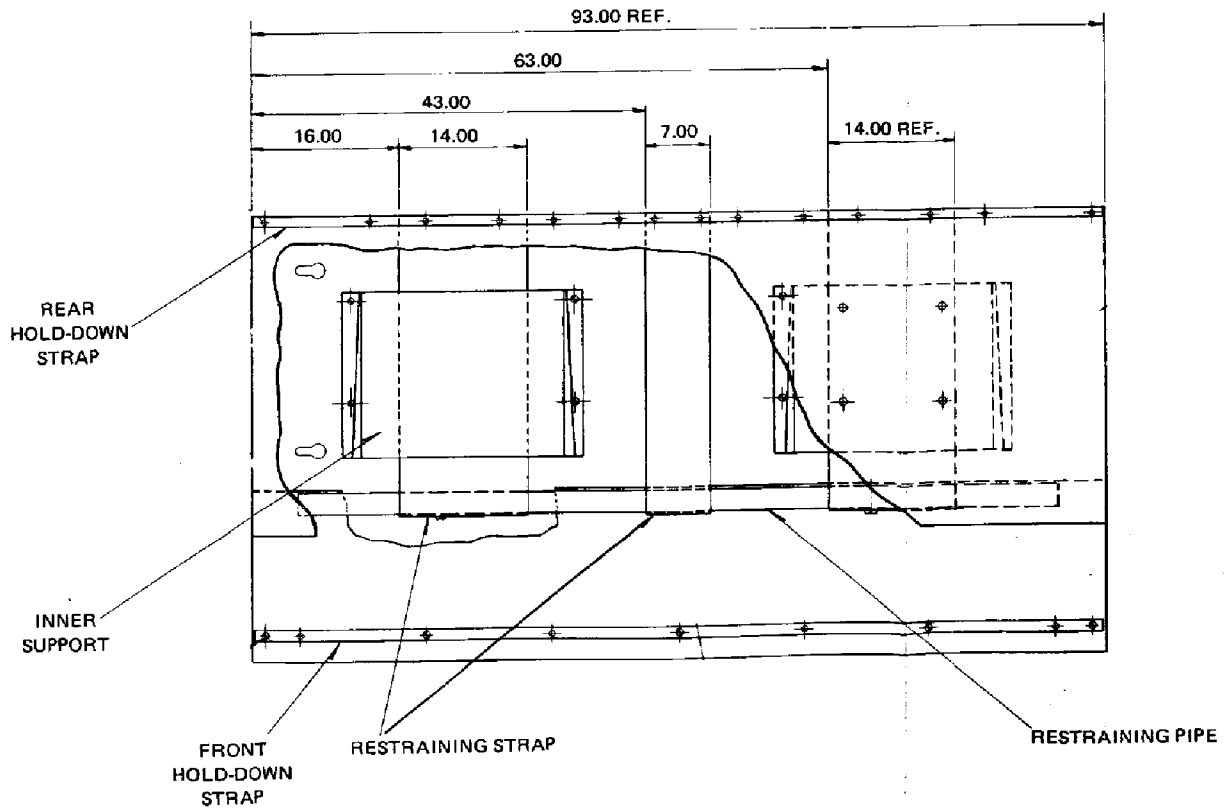 93.00 REF.
63.00
43.00
16.00
14.00
7.00
14.00 REF.
REAR
HOLD-DOWN
STRAP
INNER
SUPPORT
FRONT
HOLD-DOWN
STRAP
RESTRAINING STRAP
RESTRAINING PIPE